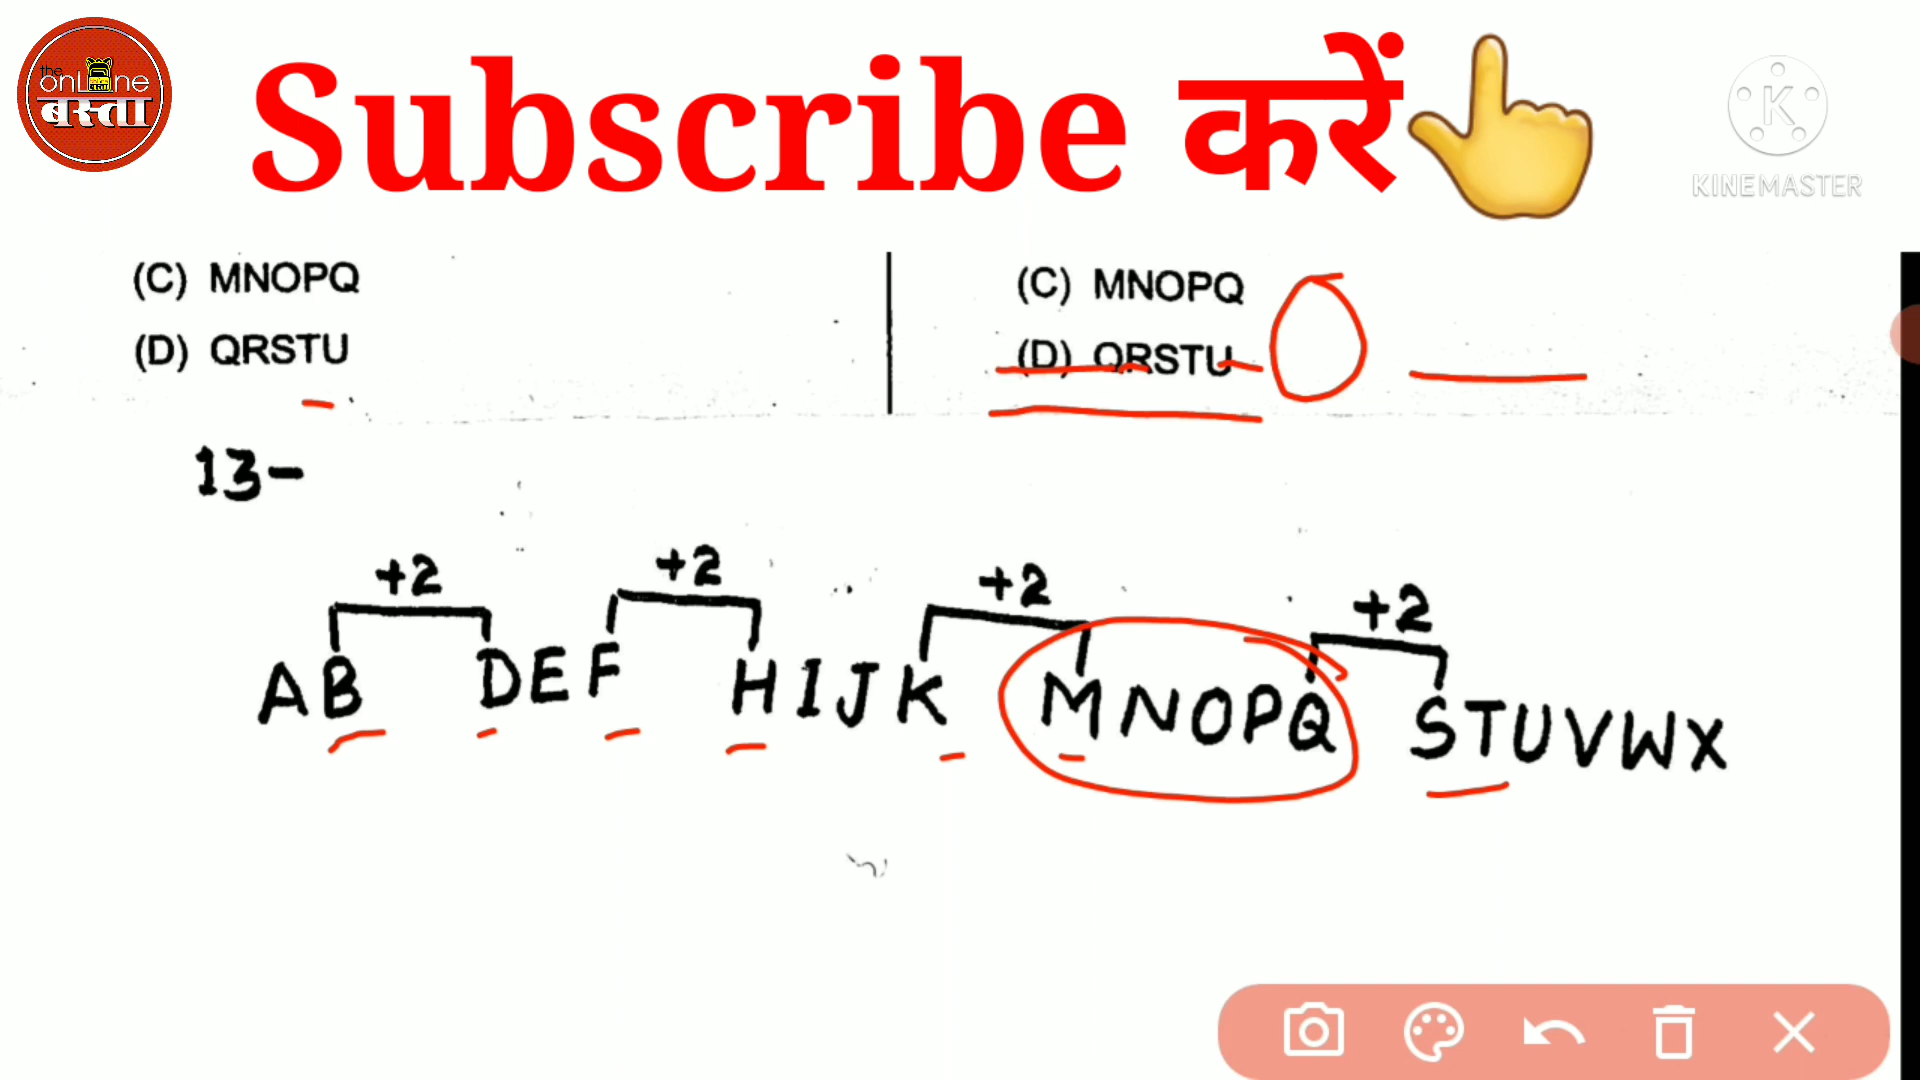 the
onLine
बस्ता
Subscribe करें
K
KINEMASTER
(C) MNOPQ
(D) QRSTU
(C) MNOPQ
(D) QRSTU
13-
+2 +2 +2 +2
AB DEF HIJK MNOPQ STUVWX